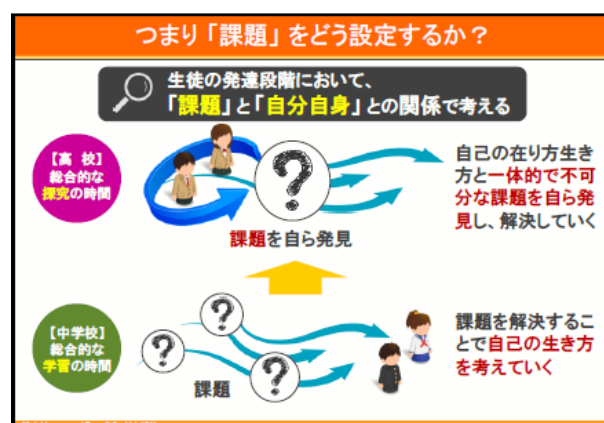 つまり「課題」をどう設定するか？
生徒の発達段階において、
「課題」と「自分自身」との関係で考える
【高　校】
総合的な
探究の時間
?
課題を自ら発見
自己の在り方生き
方と一体的で不可
分な課題を自ら発
見し、解決していく
【中学校】
総合的な
学習の時間
?
?
?
課題
課題を解決するこ
とで自己の生き方
を考えていく